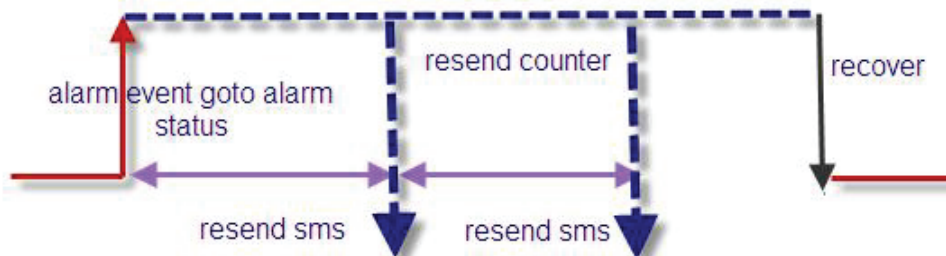 resend counter
recover
alarm event goto alarm
status
resend sms
resend sms